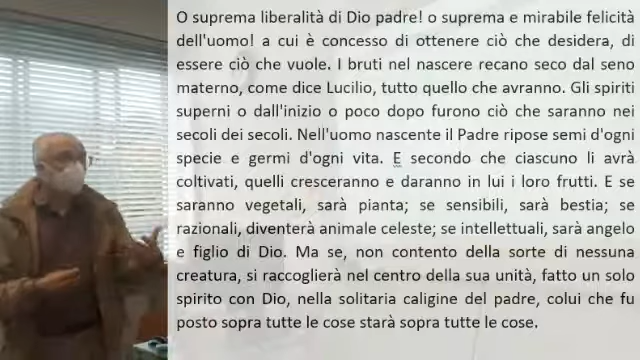 O suprema liberalità di Dio padre! o suprema e mirabile felicità
dell'uomo! a cui è concesso di ottenere ciò che desidera, di
essere ciò che vuole. I bruti nel nascere recano seco dal seno
materno, come dice Lucilio, tutto quello che avranno. Gli spiriti
superni o dall'inizio o poco dopo furono ciò che saranno nei
secoli dei secoli. Nell'uomo nascente il Padre ripose semi d'ogni
specie e germi d'ogni vita. E secondo che ciascuno li avrà
coltivati, quelli cresceranno e daranno in lui i loro frutti. E se
saranno vegetali, sarà pianta; se sensibili, sarà bestia; se
razionali, diventerà animale celeste; se intellettuali, sarà angelo
e figlio di Dio. Ma se, non contento della sorte di nessuna
creatura, si raccoglierà nel centro della sua unità, fatto un solo
spirito con Dio, nella solitaria caligine del padre, colui che fu
posto sopra tutte le cose starà sopra tutte le cose.